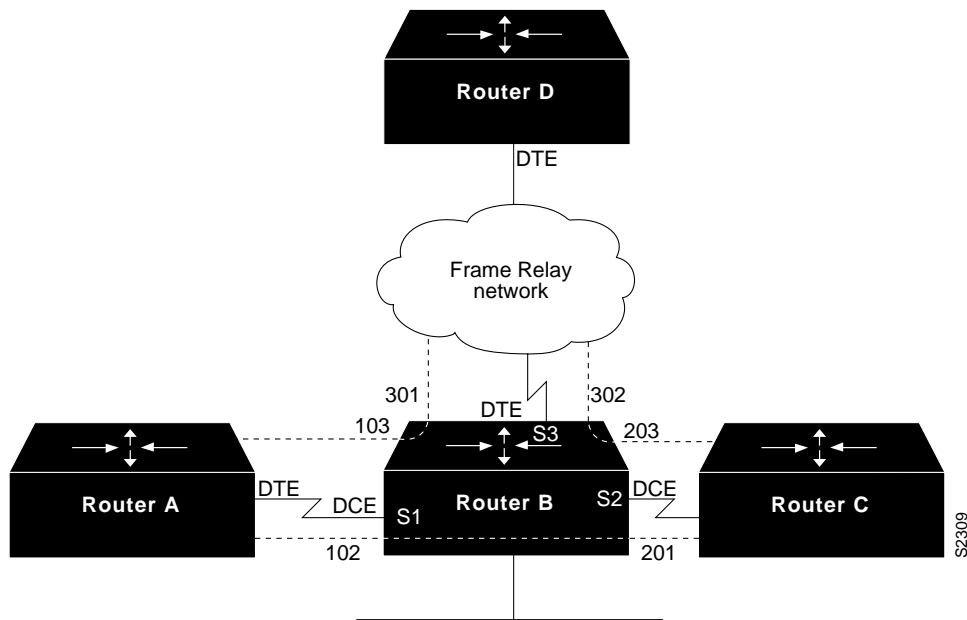 Router D
DTE
Frame Relay
network
301
302
DTE
103
S3
203
Router A
DTE
DCE
S1
Router B
S2
DCE
Router C
102
201
S2309